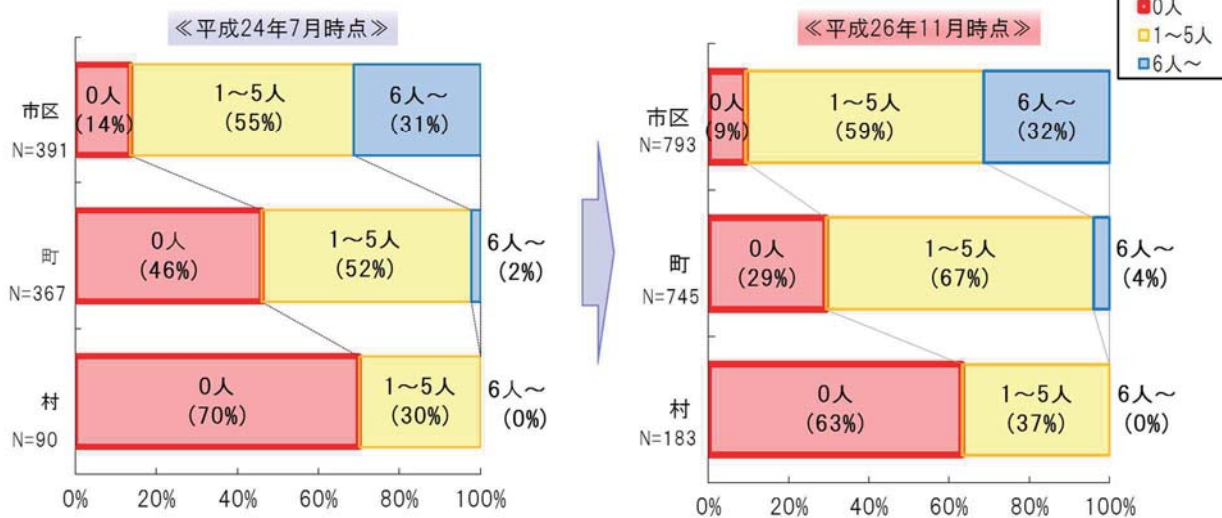 ≪平成24年7月時点≫
市区
N=391
0人
(14%)
1～5人
(55%)
6人～
(31%)
町
N=367
0人
(46%)
1～5人
(52%)
6人～
(2%)
村
N=90
0人
(70%)
1～5人
(30%)
6人～
(0%)
0% 20% 40% 60% 80% 100%
≪平成26年11月時点≫
0人
1～5人
6人～
市区
N=793
0人
(9%)
1～5人
(59%)
6人～
(32%)
町
N=745
0人
(29%)
1～5人
(67%)
6人～
(4%)
村
N=183
0人
(63%)
1～5人
(37%)
6人～
(0%)
0% 20% 40% 60% 80% 100%